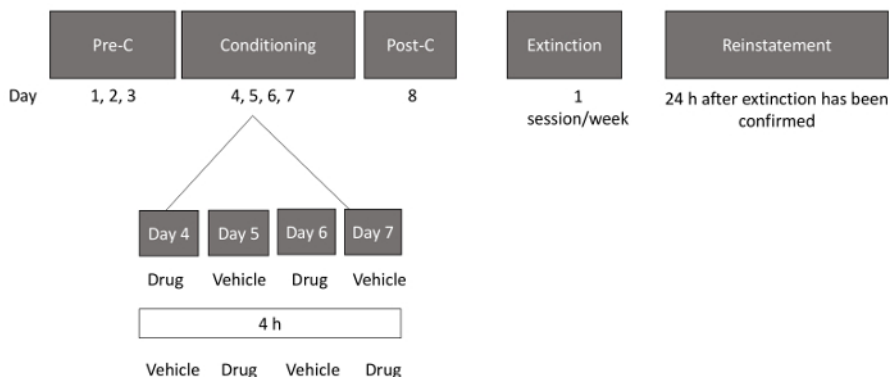 Pre-C Conditioning Post-C Extinction Reinstatement
Day 1, 2, 3 4, 5, 6, 7 8 1 24 h after extinction has been
session/week confirmed
Day 4 Day 5 Day 6 Day 7
Drug Vehicle Drug Vehicle
4 h
Vehicle Drug Vehicle Drug